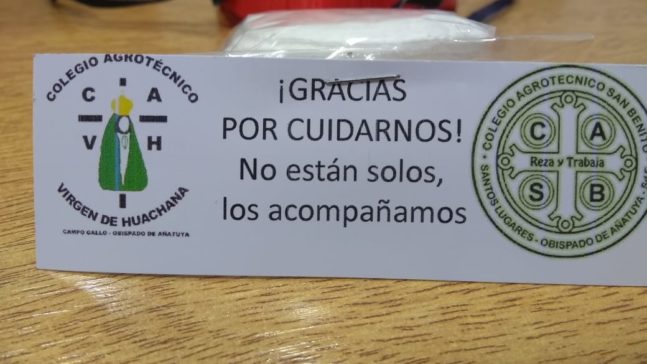 COLEGIO AGROTÉCNICO
C A
V H
VIRGEN DE HUACHANA
CAMPO GALLO - OBISPADO DE AÑATUYA
¡GRACIAS
POR CUIDARNOS!
No están solos,
los acompañamos
COLEGIO AGROTECNICO SAN BENITO
C A
Reza y Trabaja
S B
SANTOS LUGARES - OBISPADO DE AÑATUYA -